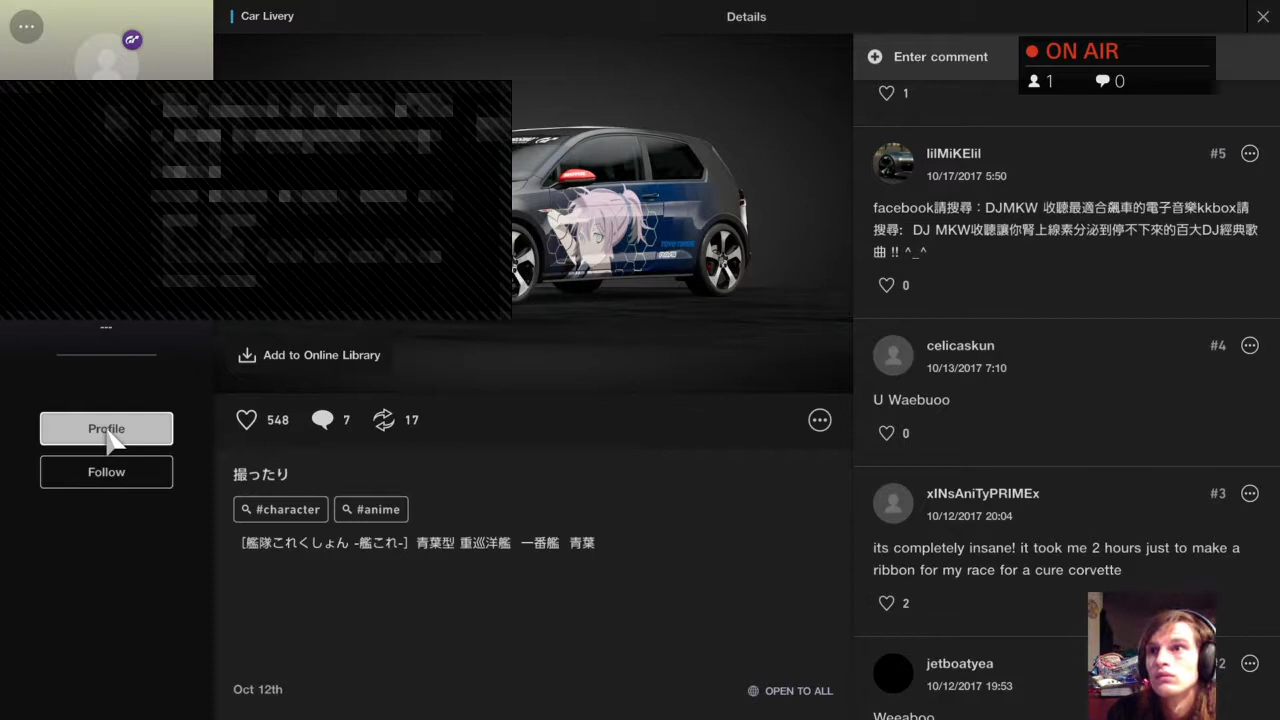 Car Livery
Details
Enter comment
ON AIR
1
0
1
lilMiKElil
#5
10/17/2017 5:50
facebook請搜尋：DJMKW 收聽最適合飆車的電子音樂kkbox請
搜尋: DJ MKW收聽讓你腎上線素分泌到停不下來的百大DJ經典歌
曲 !! ^_^
0
---
Add to Online Library
celicaskun
#4
10/13/2017 7:10
U Waebuoo
0
548
7
17
Profile
Follow
撮ったり
#character
#anime
［艦隊これくしょん -艦これ-］青葉型 重巡洋艦 一番艦 青葉
xINsAniTyPRIMEx
#3
10/12/2017 20:04
its completely insane! it took me 2 hours just to make a
ribbon for my race for a cure corvette
2
jetboatyea
2
10/12/2017 19:53
Weeaboo
Oct 12th
OPEN TO ALL